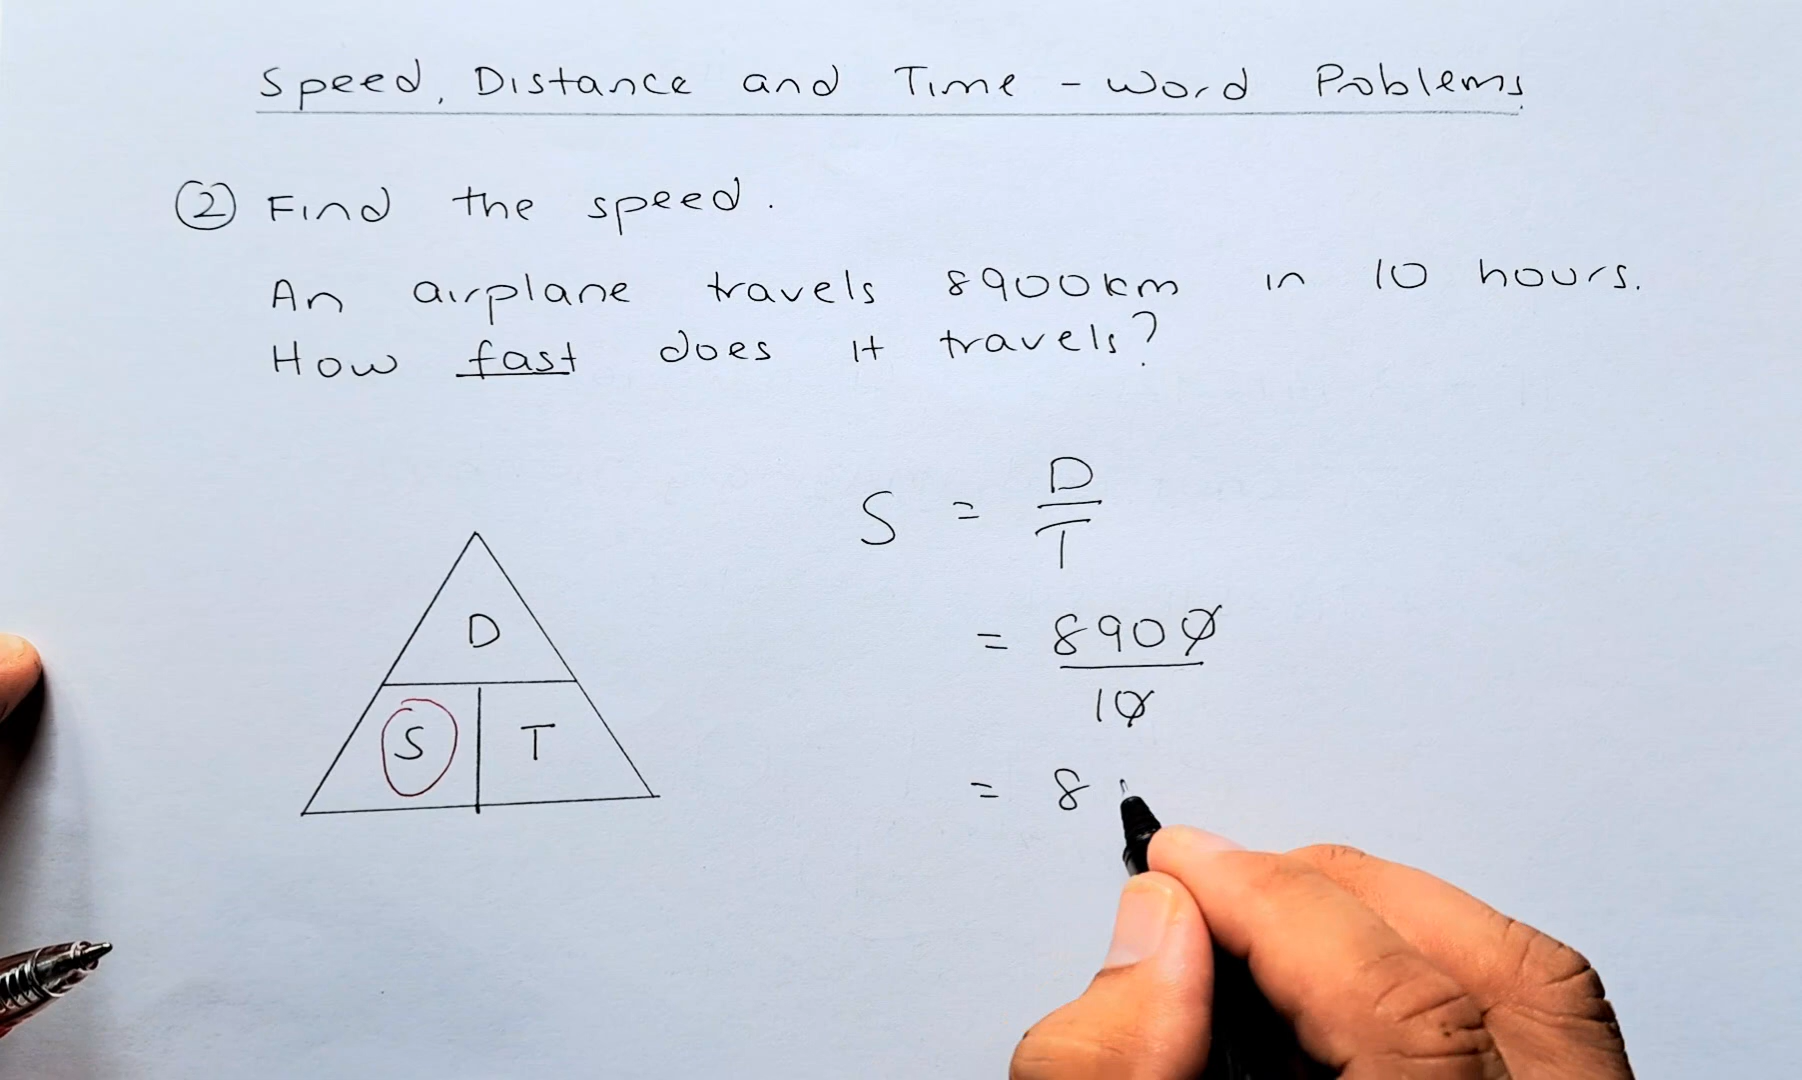 Speed, Distance and Time - Word Problems
② Find the speed.
An airplane travels 8900km in 10 hours.
How fast does it travels?
S = D
T
= 8900
10
= 8
D
S T